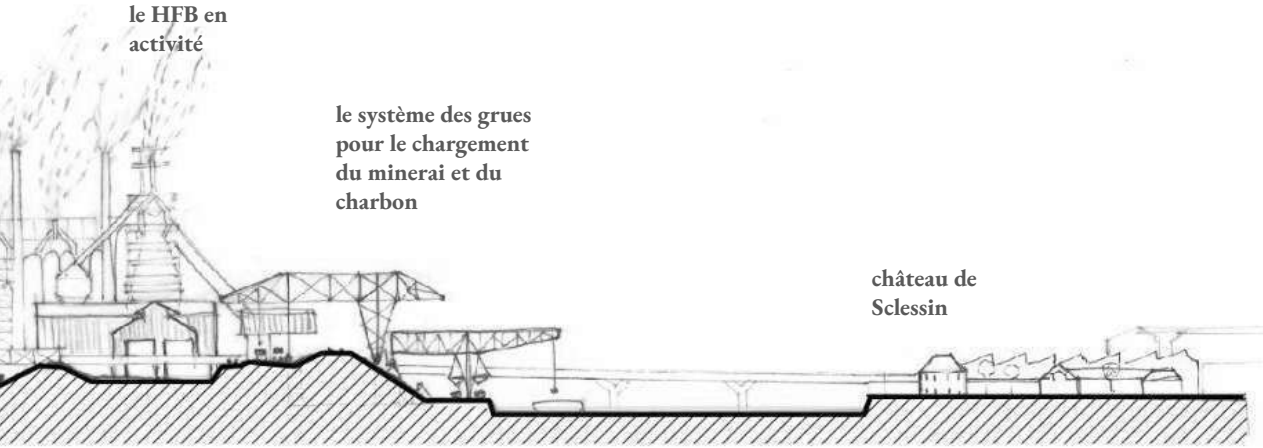 le HFB en
activité
le système des grues
pour le chargement
du minerai et du
charbon
château de
Sclessin